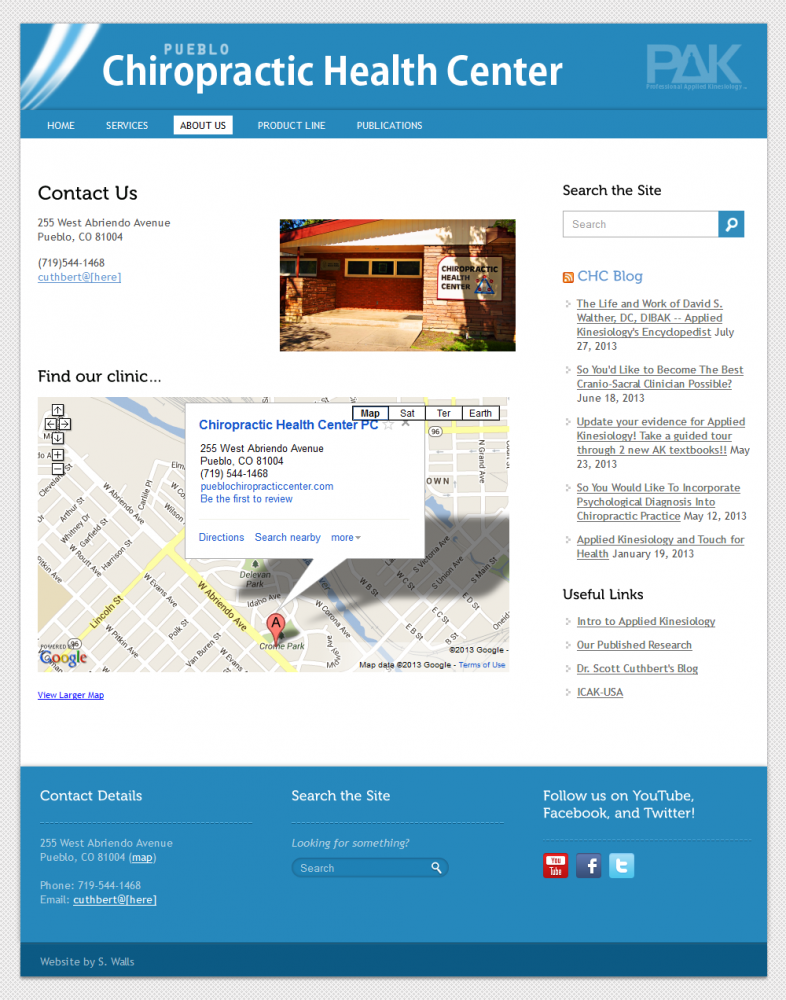 PUEBLO
Chiropractic Health Center
PAK
Professional Applied Kinesiology
HOME
SERVICES
ABOUT US
PRODUCT LINE
PUBLICATIONS
Contact Us
255 West Abriendo Avenue
Pueblo, CO 81004
(719)544-1468
cuthbert@[here]
CHIROPRACTIC
HEALTH
CENTER
Find our clinic...
Map
Sat
Ter
Earth
Chiropractic Health Center PC
255 West Abriendo Avenue
Pueblo, CO 81004
(719) 544-1468
pueblochiropracticcenter.com
Be the first to review
Directions
Search nearby
more
96
N Grand Ave
OWN
Elm
Cleveland
Carlile Pl
W Abriendo Ave
Wilson
Arthur St
Whitney Dr
Garfield St
Pitkin Ave
W Routt Ave
Harrison St
W Evans Ave
Lincoln St
W Abriendo Ave
Delevan
Park
Idaho Ave
W Corona Ave
S Victoria Ave
S Union Ave
S Main St
W B St
W C St
E C St
E D St
Oneida
W Pitkin Ave
Polk St
Van Buren St
W Evans
A
Crome Park
96
POWERED BY
Google
©2013 Google -
Map data ©2013 Google - Terms of Use
View Larger Map
Search the Site
Search
CHC Blog
The Life and Work of David S.
Walther, DC, DIBAK -- Applied
Kinesiology's Encyclopedist July
27, 2013
So You'd Like to Become The Best
Cranio-Sacral Clinician Possible?
June 18, 2013
Update your evidence for Applied
Kinesiology! Take a guided tour
through 2 new AK textbooks!! May
23, 2013
So You Would Like To Incorporate
Psychological Diagnosis Into
Chiropractic Practice May 12, 2013
Applied Kinesiology and Touch for
Health January 19, 2013
Useful Links
Intro to Applied Kinesiology
Our Published Research
Dr. Scott Cuthbert's Blog
ICAK-USA
Contact Details
255 West Abriendo Avenue
Pueblo, CO 81004 (map)
Phone: 719-544-1468
Email: cuthbert@[here]
Search the Site
Looking for something?
Search
Follow us on YouTube,
Facebook, and Twitter!
You
Tube
f
t
Website by S. Walls